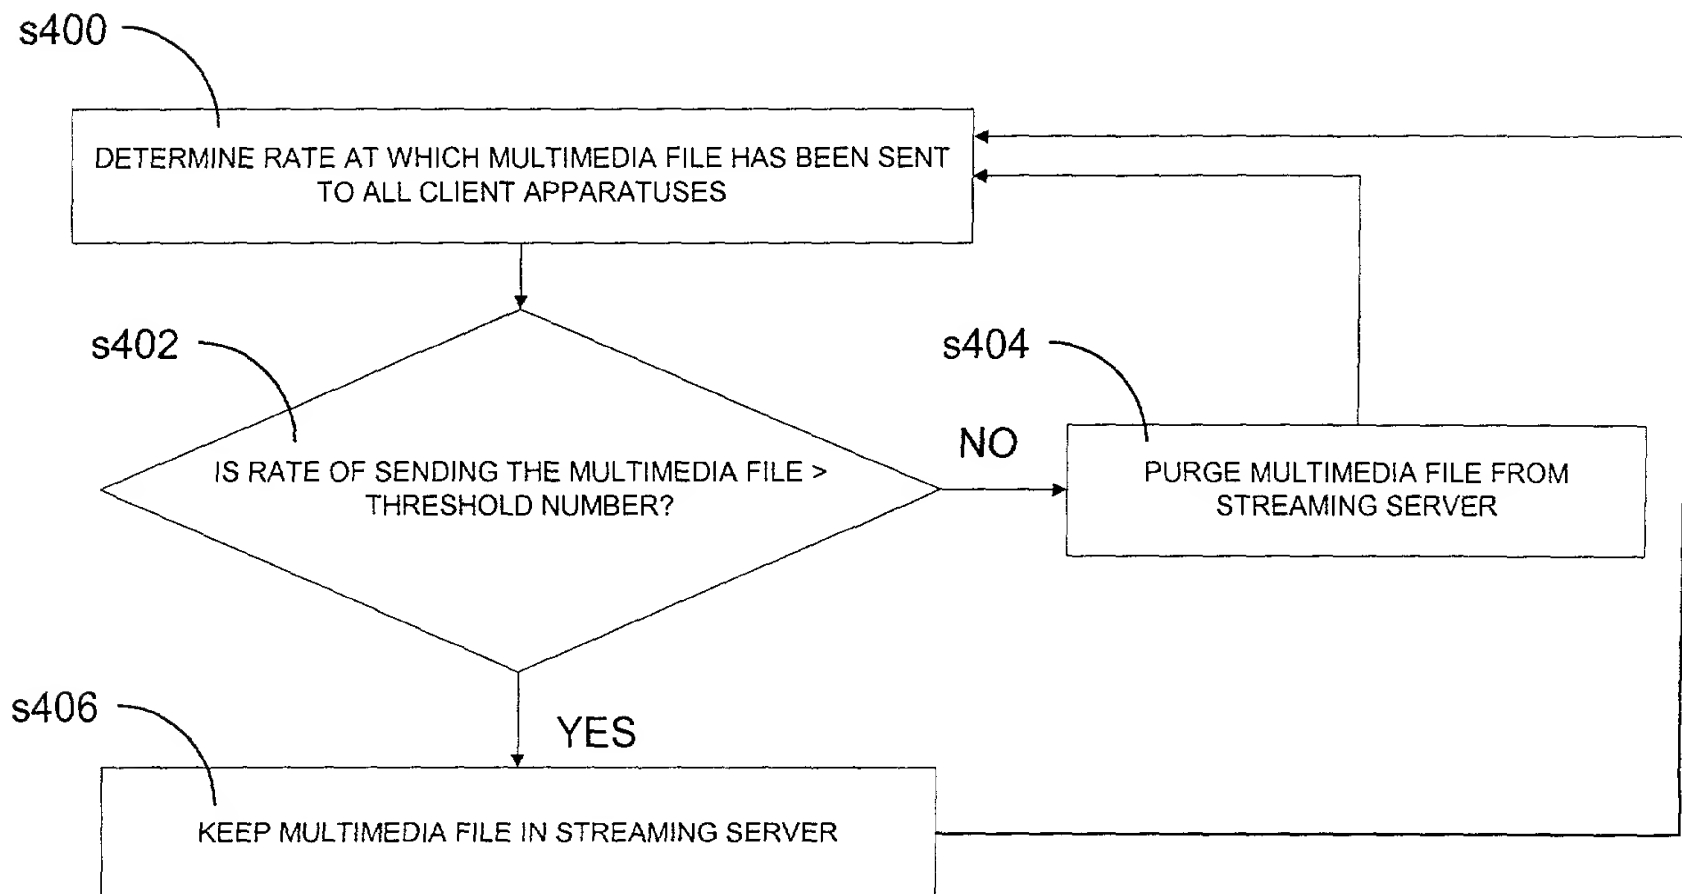 s400
DETERMINE RATE AT WHICH MULTIMEDIA FILE HAS BEEN SENT
TO ALL CLIENT APPARATUSES
s402
IS RATE OF SENDING THE MULTIMEDIA FILE >
THRESHOLD NUMBER?
NO
s404
PURGE MULTIMEDIA FILE FROM
STREAMING SERVER
YES
s406
KEEP MULTIMEDIA FILE IN STREAMING SERVER